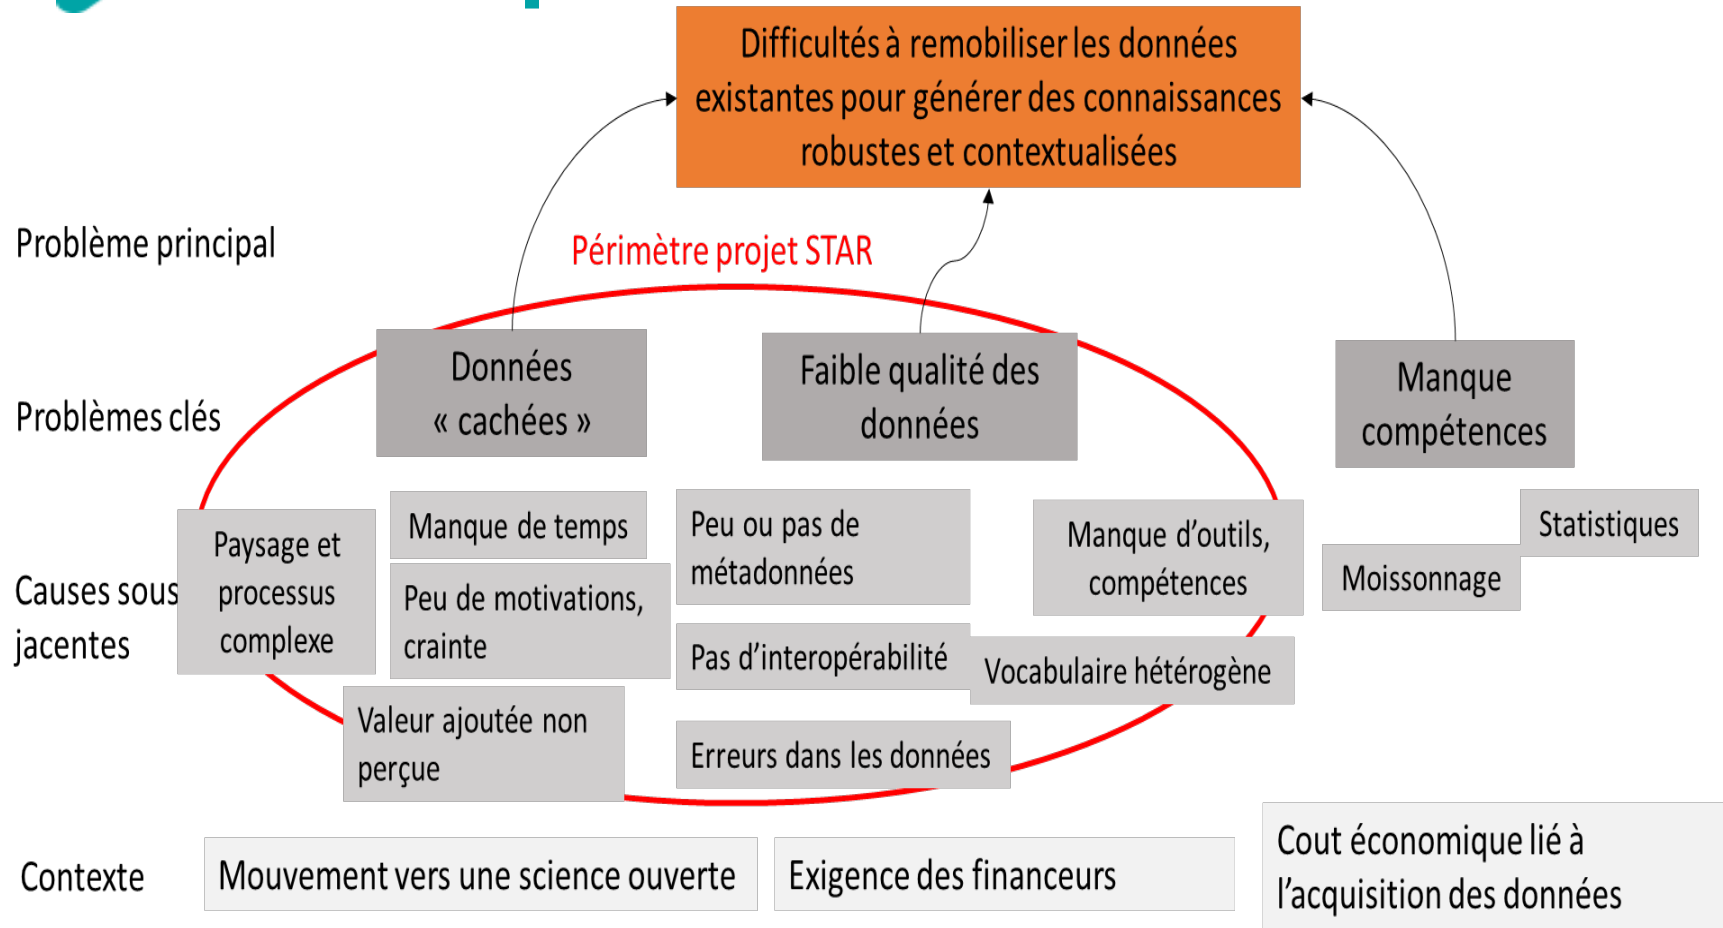 Difficultés à remobiliser les données
existantes pour générer des connaissances
robustes et contextualisées
Problème principal
Périmètre projet STAR
Problèmes clés
Données
« cachées »
Faible qualité des
données
Manque
compétences
Causes sous
jacentes
Paysage et
processus
complexe
Manque de temps
Peu de motivations,
crainte
Valeur ajoutée non
perçue
Peu ou pas de
métadonnées
Pas d’interopérabilité
Erreurs dans les données
Manque d’outils,
compétences
Vocabulaire hétérogène
Moissonnage
Statistiques
Contexte
Mouvement vers une science ouverte
Exigence des financeurs
Cout économique lié à
l’acquisition des données